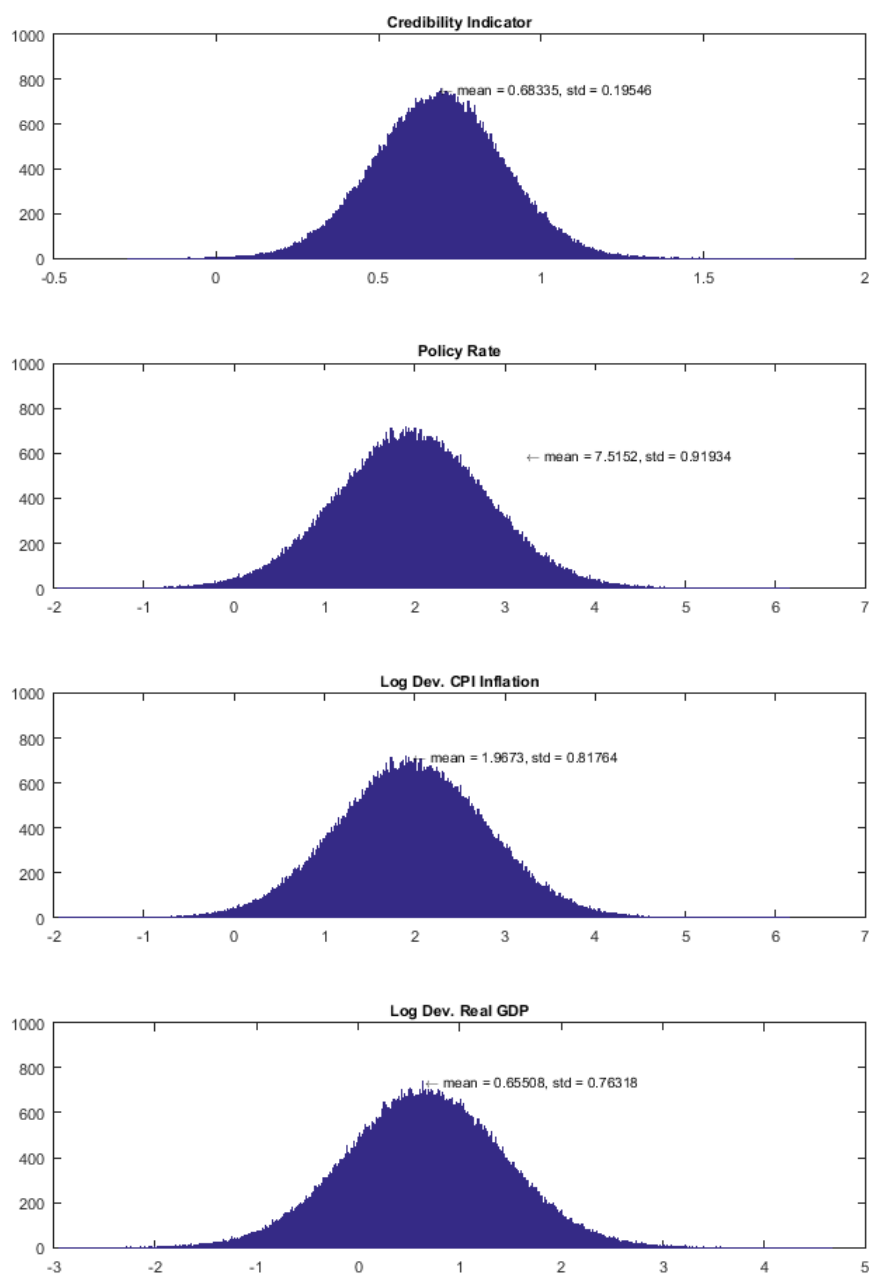 Credibility Indicator
1000
800
600
400
200
0
← mean = 0.68335, std = 0.19546
-0.5 0 0.5 1 1.5 2
Policy Rate
1000
800
600
400
200
0
← mean = 7.5152, std = 0.91934
-2 -1 0 1 2 3 4 5 6 7
Log Dev. CPI Inflation
1000
800
600
400
200
0
← mean = 1.9673, std = 0.81764
-2 -1 0 1 2 3 4 5 6 7
Log Dev. Real GDP
1000
800
600
400
200
0
← mean = 0.65508, std = 0.76318
-3 -2 -1 0 1 2 3 4 5